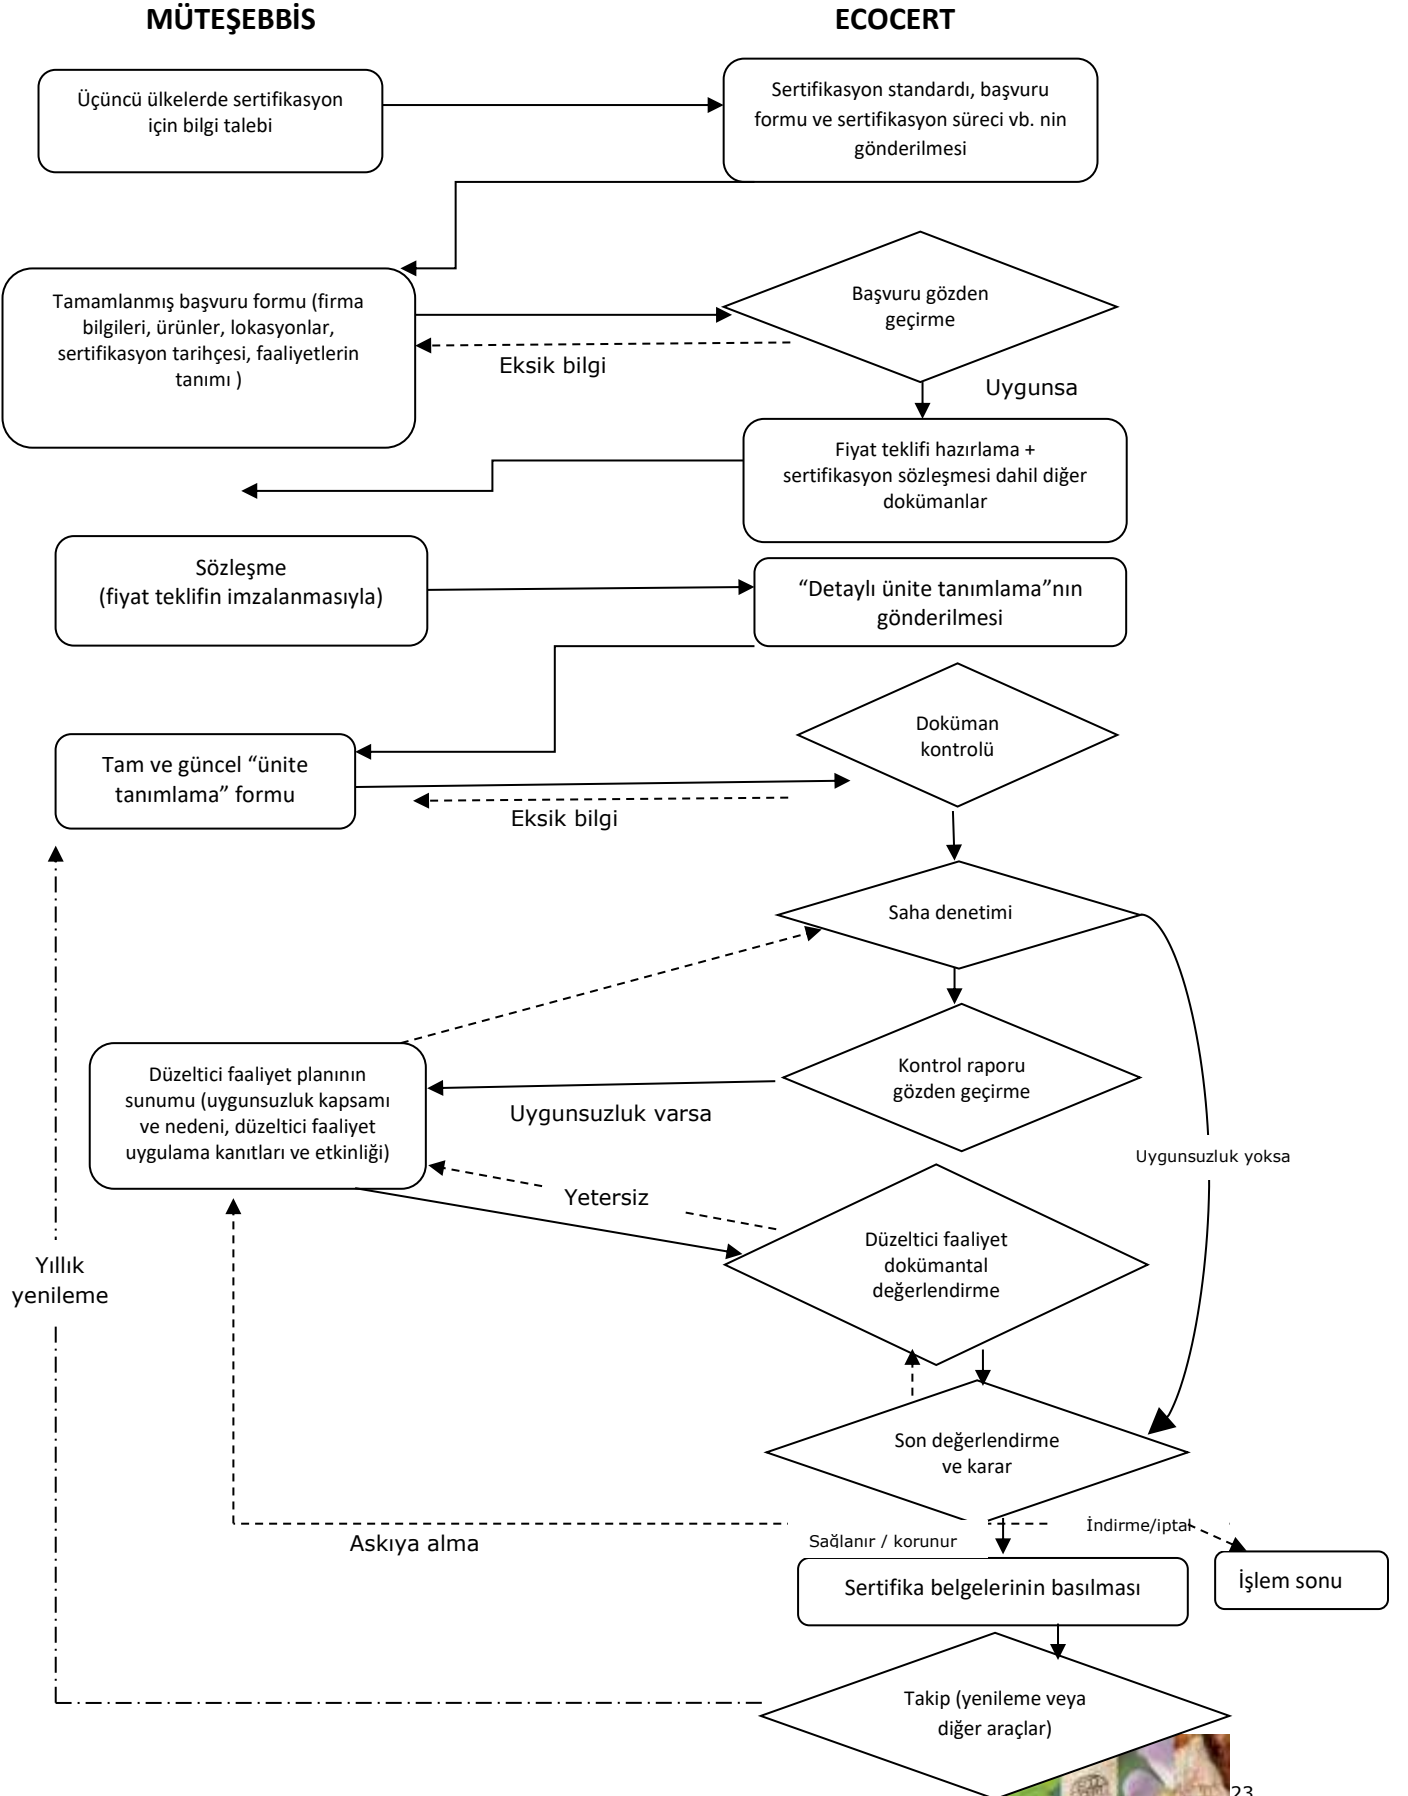 MÜTEŞEBBİS
ECOCERT
Üçüncü ülkelerde sertifikasyon
için bilgi talebi
Sertifikasyon standardı, başvuru
formu ve sertifikasyon süreci vb. nin
gönderilmesi
Tamamlanmış başvuru formu (firma
bilgileri, ürünler, lokasyonlar,
sertifikasyon tarihçesi, faaliyetlerin
tanımı )
Başvuru gözden
geçirme
Eksik bilgi
Uygunsa
Fiyat teklifi hazırlama +
sertifikasyon sözleşmesi dahil diğer
dokümanlar
Sözleşme
(fiyat teklifin imzalanmasıyla)
“Detaylı ünite tanımlama”nın
gönderilmesi
Doküman
kontrolü
Tam ve güncel “ünite
tanımlama” formu
Eksik bilgi
Saha denetimi
Kontrol raporu
gözden geçirme
Düzeltici faaliyet planının
sunumu (uygunsuzluk kapsamı
ve nedeni, düzeltici faaliyet
uygulama kanıtları ve etkinliği)
Uygunsuzluk varsa
Uygunsuzluk yoksa
Yetersiz
Düzeltici faaliyet
dokümantal
değerlendirme
Yıllık
yenileme
Son değerlendirme
ve karar
Askıya alma
Sağlanır / korunur
İndirme/iptal
Sertifika belgelerinin basılması
İşlem sonu
Takip (yenileme veya
diğer araçlar)
23